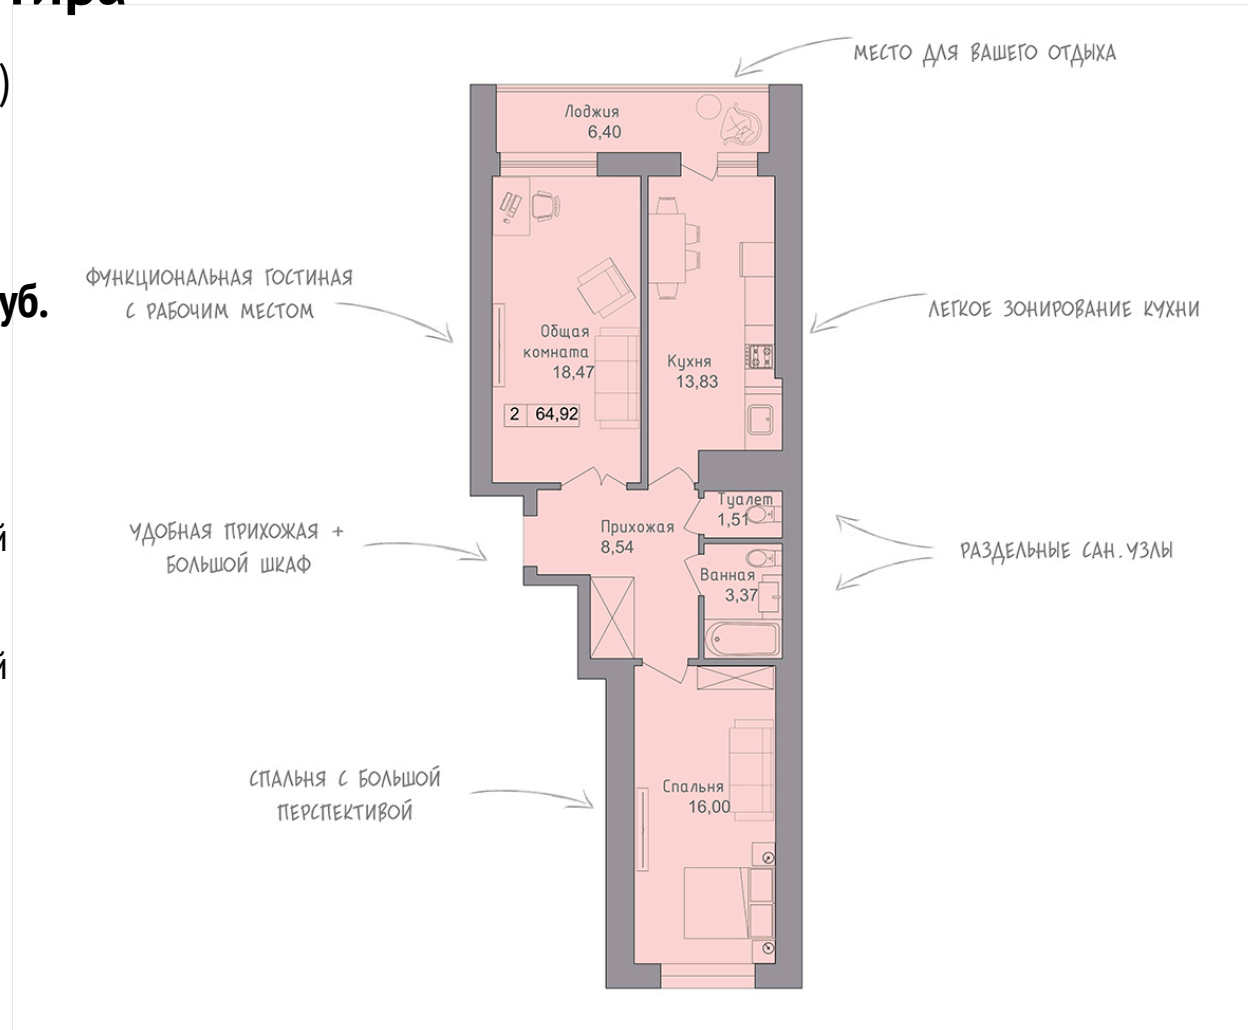 МЕСТО ДЛЯ ВАШЕГО ОТДЫХА
)
Лоджия
6,40
ФУНКЦИОНАЛЬНАЯ ГОСТИНАЯ
С РАБОЧИМ МЕСТОМ
уб.
ЛЕГКОЕ ЗОНИРОВАНИЕ КУХНИ
Общая
комната
18,47
Кухня
13,83
2 64,92
УДОБНАЯ ПРИХОЖАЯ +
БОЛЬШОЙ ШКАФ
й
Прихожая
8,54
Туалет
1,51
Ванная
3,37
РАЗДЕЛЬНЫЕ САН.УЗЛЫ
й
СПАЛЬНЯ С БОЛЬШОЙ
ПЕРСПЕКТИВОЙ
Спальня
16,00